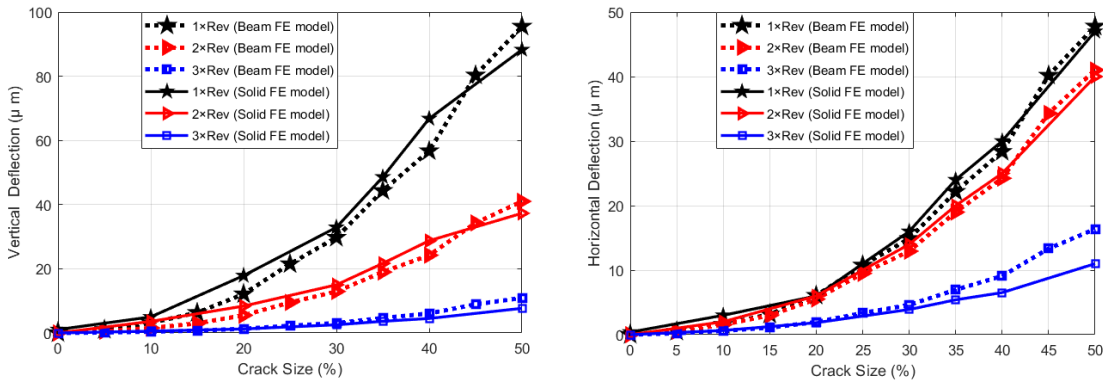 100
80
60
40
20
0
Vertical Deflection (μ m)
1×Rev (Beam FE model)
2×Rev (Beam FE model)
3×Rev (Beam FE model)
1×Rev (Solid FE model)
2×Rev (Solid FE model)
3×Rev (Solid FE model)
0 10 20 30 40 50
Crack Size (%)
50
40
30
20
10
0
Horizontal Deflection (μ m)
1×Rev (Beam FE model)
2×Rev (Beam FE model)
3×Rev (Beam FE model)
1×Rev (Solid FE model)
2×Rev (Solid FE model)
3×Rev (Solid FE model)
0 5 10 15 20 25 30 35 40 45 50
Crack Size (%)